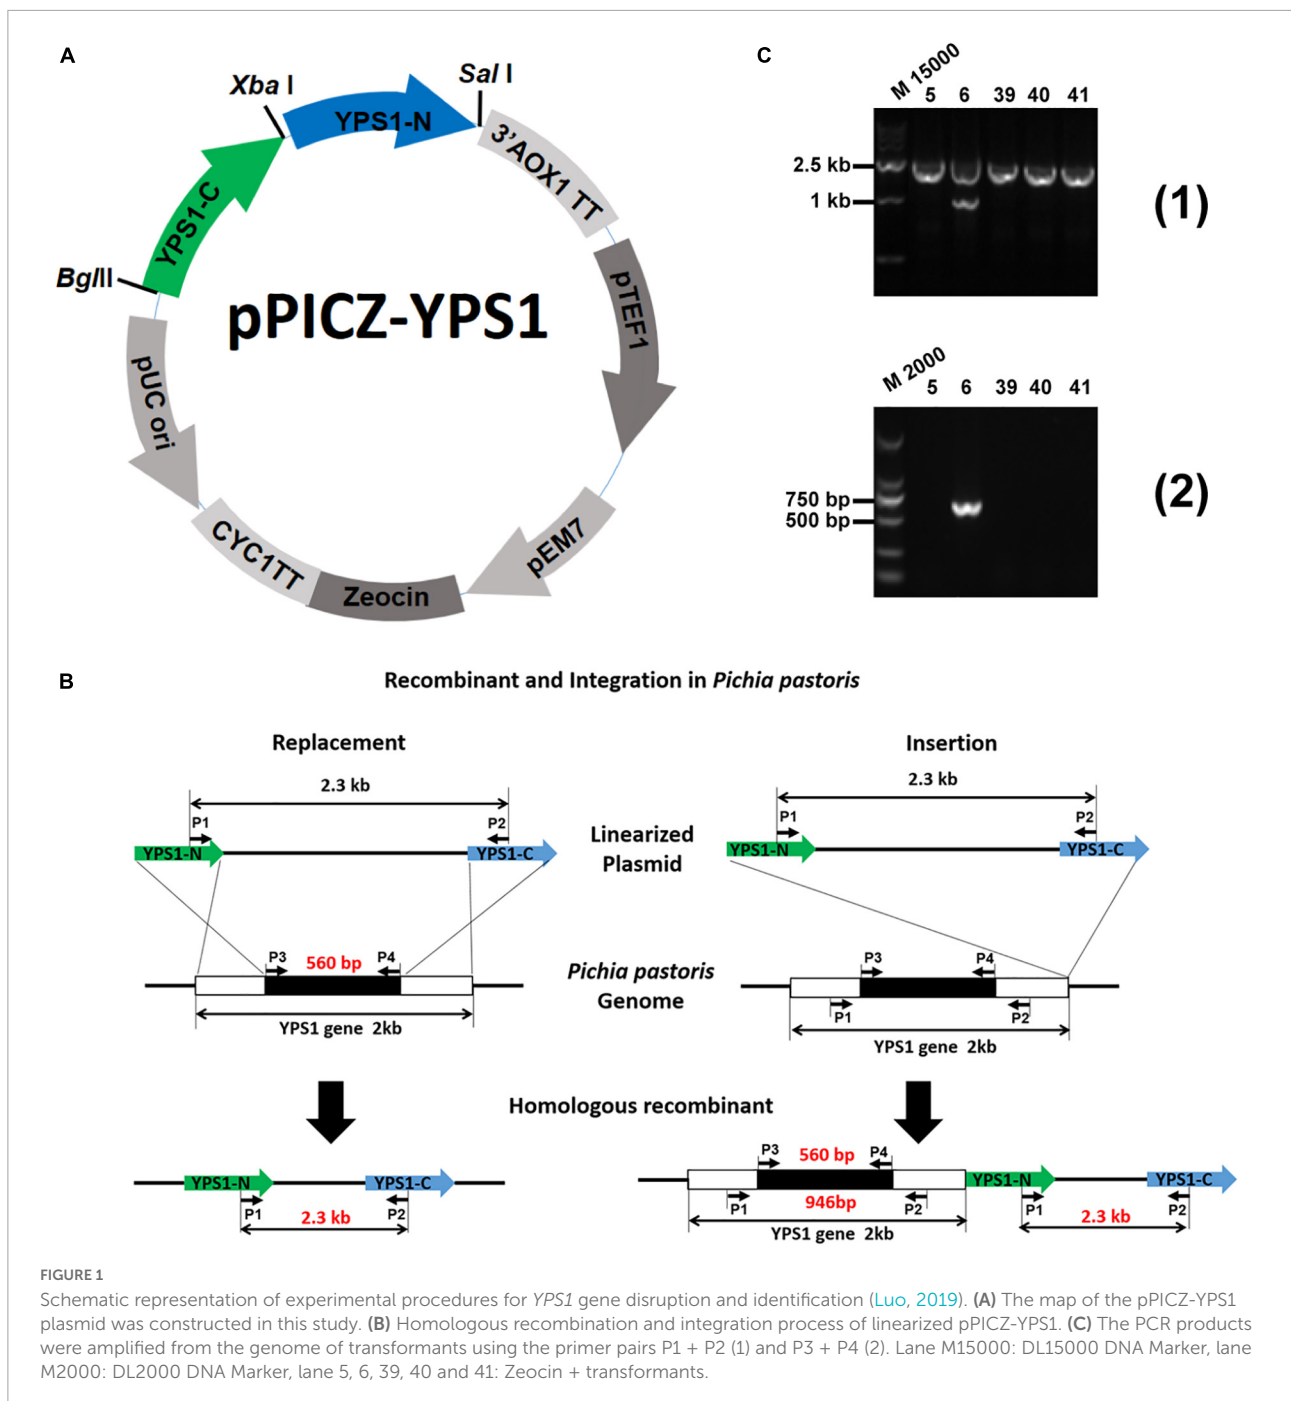 A
Xba I
Sal I
YPS1-N
3'AOX1 TT
YPS1-C
BglII
pPICZ-YPS1
pTEF1
pUC ori
pEM7
CYC1TT
Zeocin
C
M 15000
5 6 39 40 41
2.5 kb
1 kb
(1)
M 2000
5 6 39 40 41
750 bp
500 bp
(2)
B
Recombinant and Integration in Pichia pastoris
Replacement
Insertion
2.3 kb
2.3 kb
P1
P2
Linearized
Plasmid
P1
P2
YPS1-N
YPS1-C
YPS1-N
YPS1-C
P3
560 bp
P4
Pichia pastoris
Genome
P3
P4
P1
P2
YPS1 gene 2kb
YPS1 gene 2kb
Homologous recombinant
P3
560 bp
P4
YPS1-N
YPS1-C
YPS1-N
YPS1-C
P1
2.3 kb
P2
P1
946bp
P2
P1
2.3 kb
P2
YPS1 gene 2kb
FIGURE 1
Schematic representation of experimental procedures for YPS1 gene disruption and identification (Luo, 2019). (A) The map of the pPICZ-YPS1
plasmid was constructed in this study. (B) Homologous recombination and integration process of linearized pPICZ-YPS1. (C) The PCR products
were amplified from the genome of transformants using the primer pairs P1 + P2 (1) and P3 + P4 (2). Lane M15000: DL15000 DNA Marker, lane
M2000: DL2000 DNA Marker, lane 5, 6, 39, 40 and 41: Zeocin + transformants.